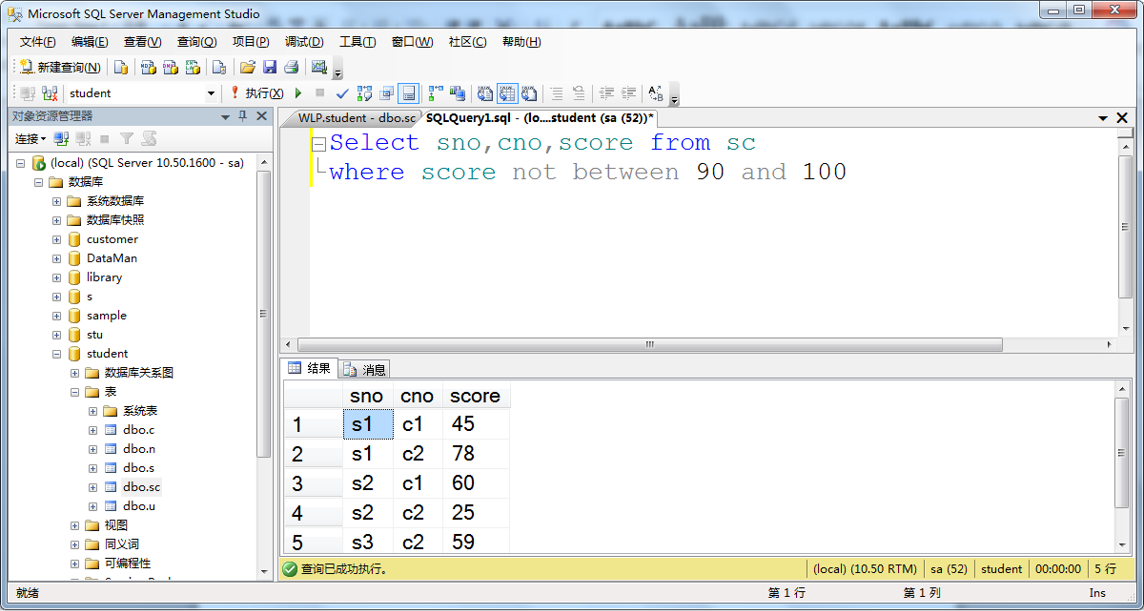 Microsoft SQL Server Management Studio
文件(F) 编辑(E) 查看(V) 查询(Q) 项目(P) 调试(D) 工具(T) 窗口(W) 社区(C) 帮助(H)
新建查询(N)
student 执行(X)
对象资源管理器
连接
(local) (SQL Server 10.50.1600 - sa)
数据库
系统数据库
数据库快照
customer
DataMan
library
s
sample
stu
student
数据库关系图
表
系统表
dbo.c
dbo.n
dbo.s
dbo.sc
dbo.u
视图
同义词
可编程性
WLP.student - dbo.sc SQLQuery1.sql - (lo....student (sa (52))*
Select sno,cno,score from sc
where score not between 90 and 100
结果 消息
sno cno score
1 s1 c1 45
2 s1 c2 78
3 s2 c1 60
4 s2 c2 25
5 s3 c2 59
查询已成功执行。 (local) (10.50 RTM) sa (52) student 00:00:00 5 行
就绪 第 1 行 第 1 列 Ins